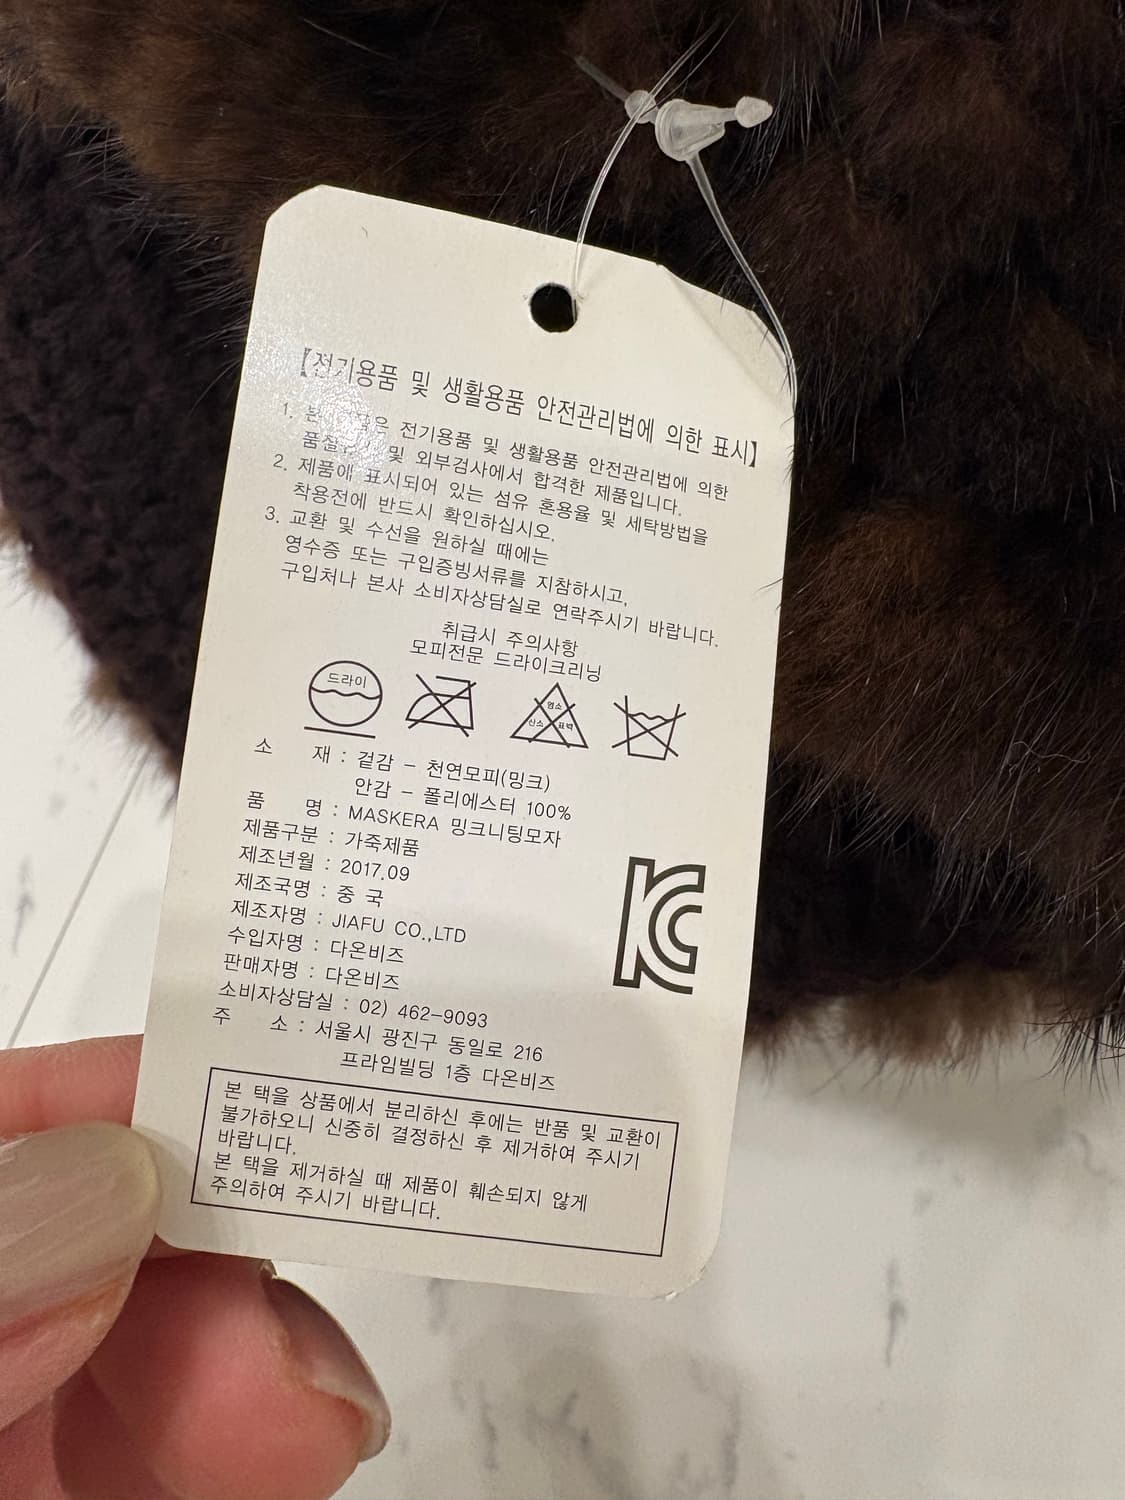 【전기용품 및 생활용품 안전관리법에 의한 표시】
1. 본 전기용품 및 생활용품 안전관리법에 의한
및 외부검사에서 합격한 제품입니다.
2. 제품에 표시되어 있는 섬유 혼용율 및 세탁방법을
착용전에 반드시 확인하십시오.
3. 교환 및 수선을 원하실 때에는
영수증 또는 구입증빙서류를 지참하시고,
구입처나 본사 소비자상담실로 연락주시기 바랍니다.
취급시 주의사항
모피전문 드라이크리닝
드라이
염소
산소 표백
소 재 : 겉감 - 천연모피(밍크)
안감 - 폴리에스터 100%
품 명 : MASKERA 밍크니팅모자
제품구분 : 가죽제품
제조년월 : 2017.09
제조국명 : 중 국
제조자명 : JIAFU CO.,LTD
수입자명 : 다온비즈
판매자명 : 다온비즈
소비자상담실 : 02) 462-9093
주 소 : 서울시 광진구 동일로 216
프라임빌딩 1층 다온비즈
KC
본 택을 상품에서 분리하신 후에는 반품 및 교환이
불가하오니 신중히 결정하신 후 제거하여 주시기
바랍니다.
본 택을 제거하실 때 제품이 훼손되지 않게
주의하여 주시기 바랍니다.